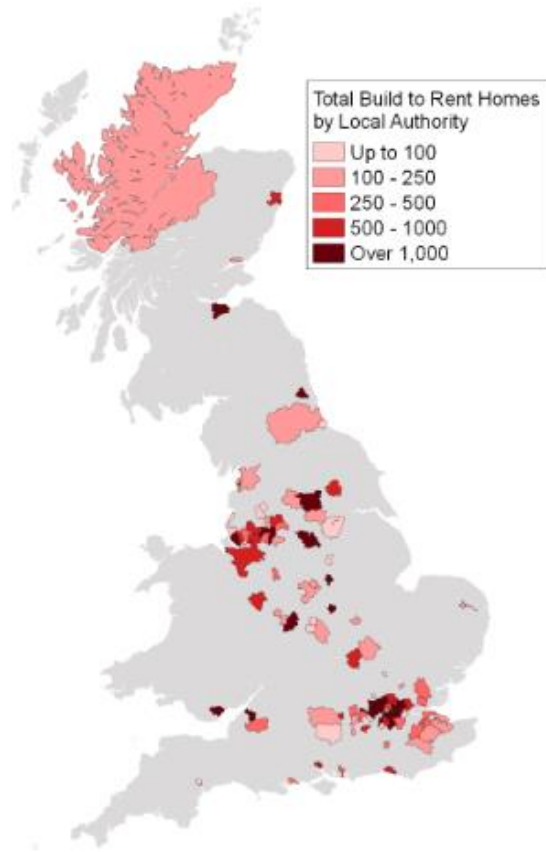 Total Build to Rent Homes
by Local Authority
Up to 100
100 - 250
250 - 500
500 - 1000
Over 1,000